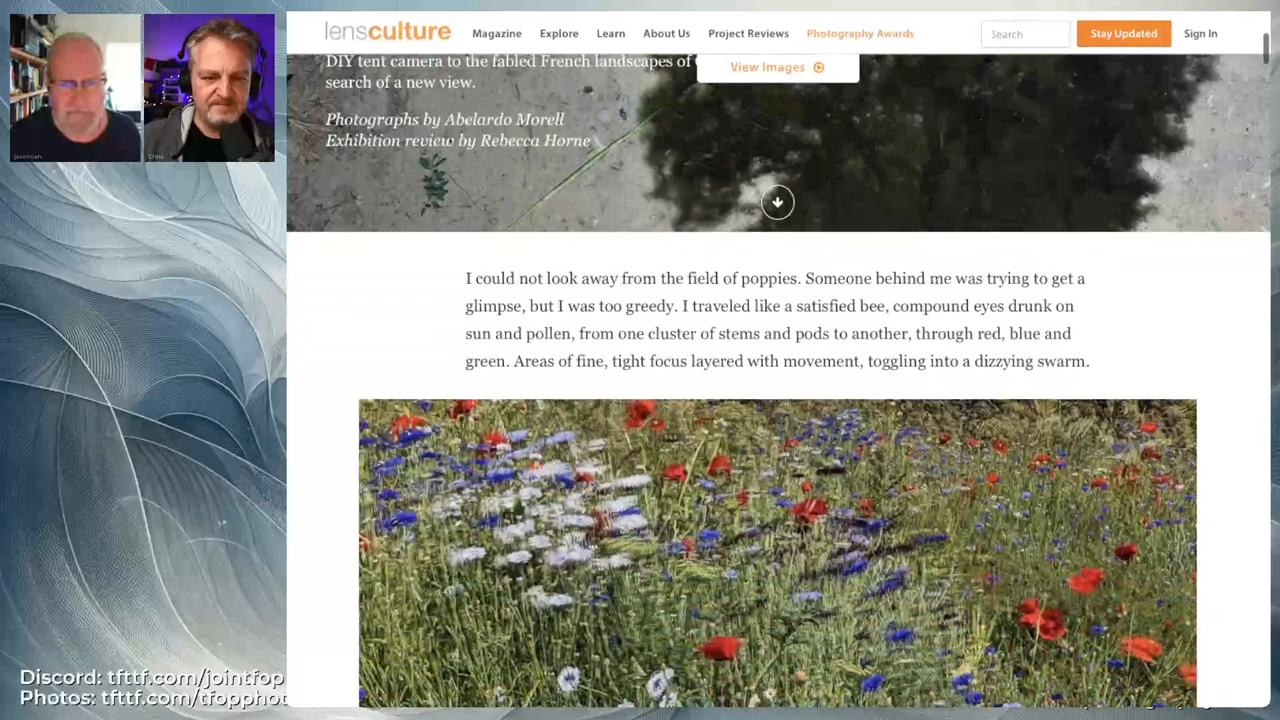 lensculture
Magazine
Explore
Learn
About Us
Project Reviews
Photography Awards
Search
Stay Updated
Sign In
DIY tent camera to the fabled French landscapes of
search of a new view.
View Images
Photographs by Abelardo Morell
Exhibition review by Rebecca Horne
Jeremiah
Chris
I could not look away from the field of poppies. Someone behind me was trying to get a
glimpse, but I was too greedy. I traveled like a satisfied bee, compound eyes drunk on
sun and pollen, from one cluster of stems and pods to another, through red, blue and
green. Areas of fine, tight focus layered with movement, toggling into a dizzying swarm.
Discord: tfttf.com/jointfop
Photos: tfttf.com/tfopphot